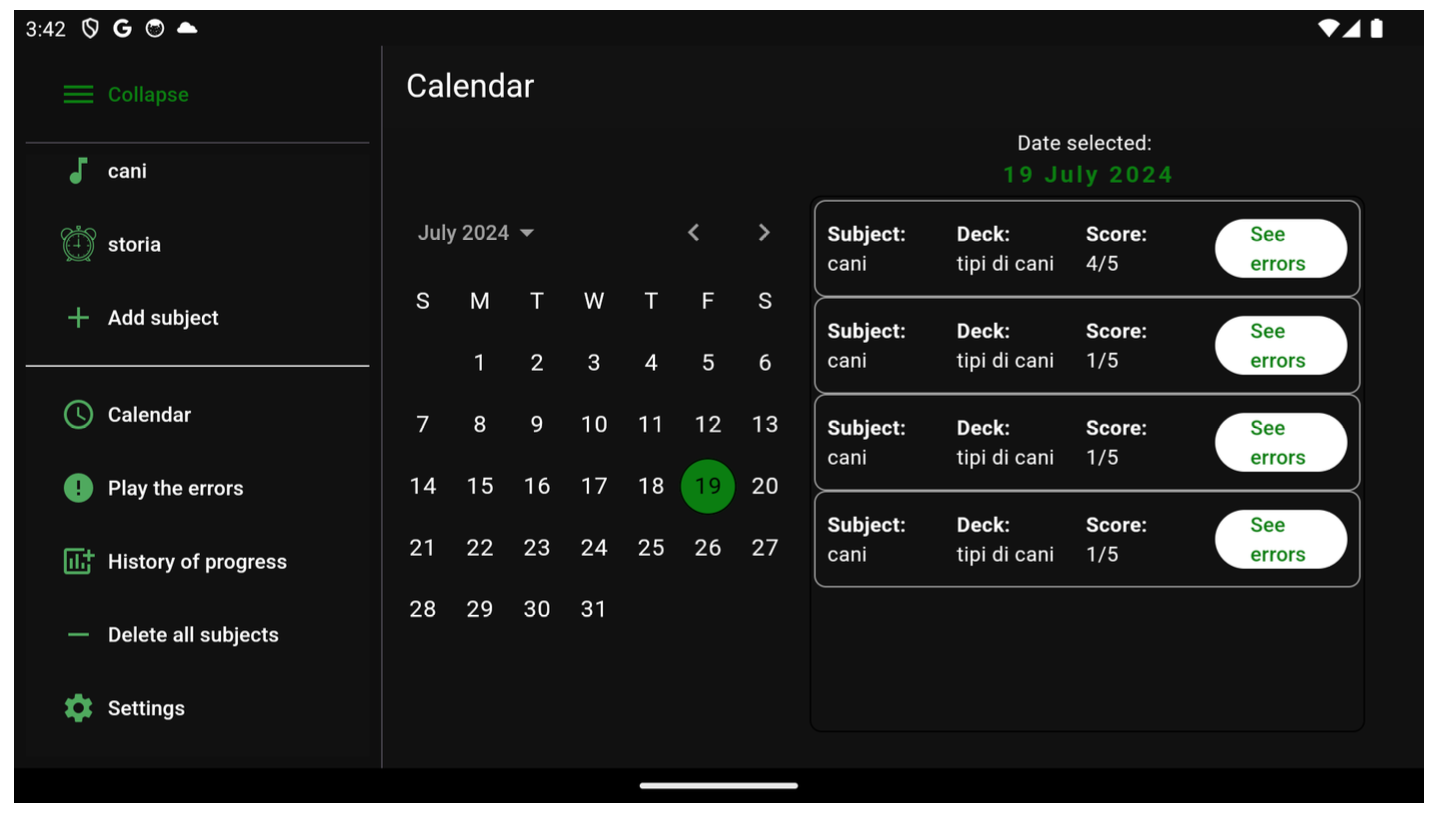 3:42
Collapse
cani
storia
Add subject
Calendar
Play the errors
History of progress
Delete all subjects
Settings
Calendar
July 2024
S M T W T F S
1 2 3 4 5 6
7 8 9 10 11 12 13
14 15 16 17 18 19 20
21 22 23 24 25 26 27
28 29 30 31
Date selected:
19 July 2024
Subject: Deck: Score: See
cani tipi di cani 4/5 errors
Subject: Deck: Score: See
cani tipi di cani 1/5 errors
Subject: Deck: Score: See
cani tipi di cani 1/5 errors
Subject: Deck: Score: See
cani tipi di cani 1/5 errors